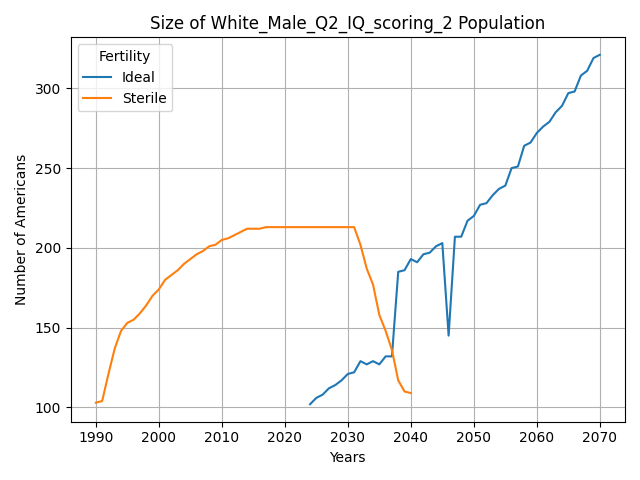 Size of White_Male_Q2_IQ_scoring_2 Population
Fertility
Ideal
Sterile
Number of Americans
300
250
200
150
100
1990 2000 2010 2020 2030 2040 2050 2060 2070
Years